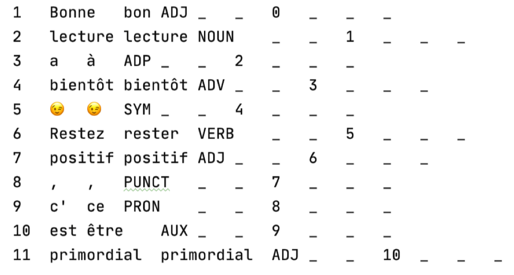 1 Bonne bon ADJ _ _ 0 _ _ _
2 lecture lecture NOUN _ _ 1 _ _ _
3 a à ADP _ _ 2 _ _ _
4 bientôt bientôt ADV _ _ 3 _ _ _
5 😉 😉 SYM _ _ 4 _ _ _
6 Restez rester VERB _ _ 5 _ _ _
7 positif positif ADJ _ _ 6 _ _ _
8 , , PUNCT _ _ 7 _ _ _
9 c' ce PRON _ _ 8 _ _ _
10 est être AUX _ _ 9 _ _ _
11 primordial primordial ADJ _ _ 10 _ _ _